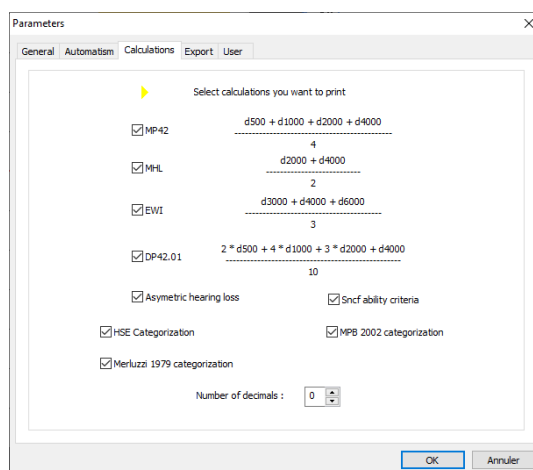 Parameters
General Automatism Calculations Export User
Select calculations you want to print
MP42
d500 + d1000 + d2000 + d4000
4
MHL
d2000 + d4000
2
EWI
d3000 + d4000 + d6000
3
DP42.01
2 * d500 + 4 * d1000 + 3 * d2000 + d4000
10
Asymetric hearing loss
Sncf ability criteria
HSE Categorization
MPB 2002 categorization
Merluzzi 1979 categorization
Number of decimals : 0
OK Annuler